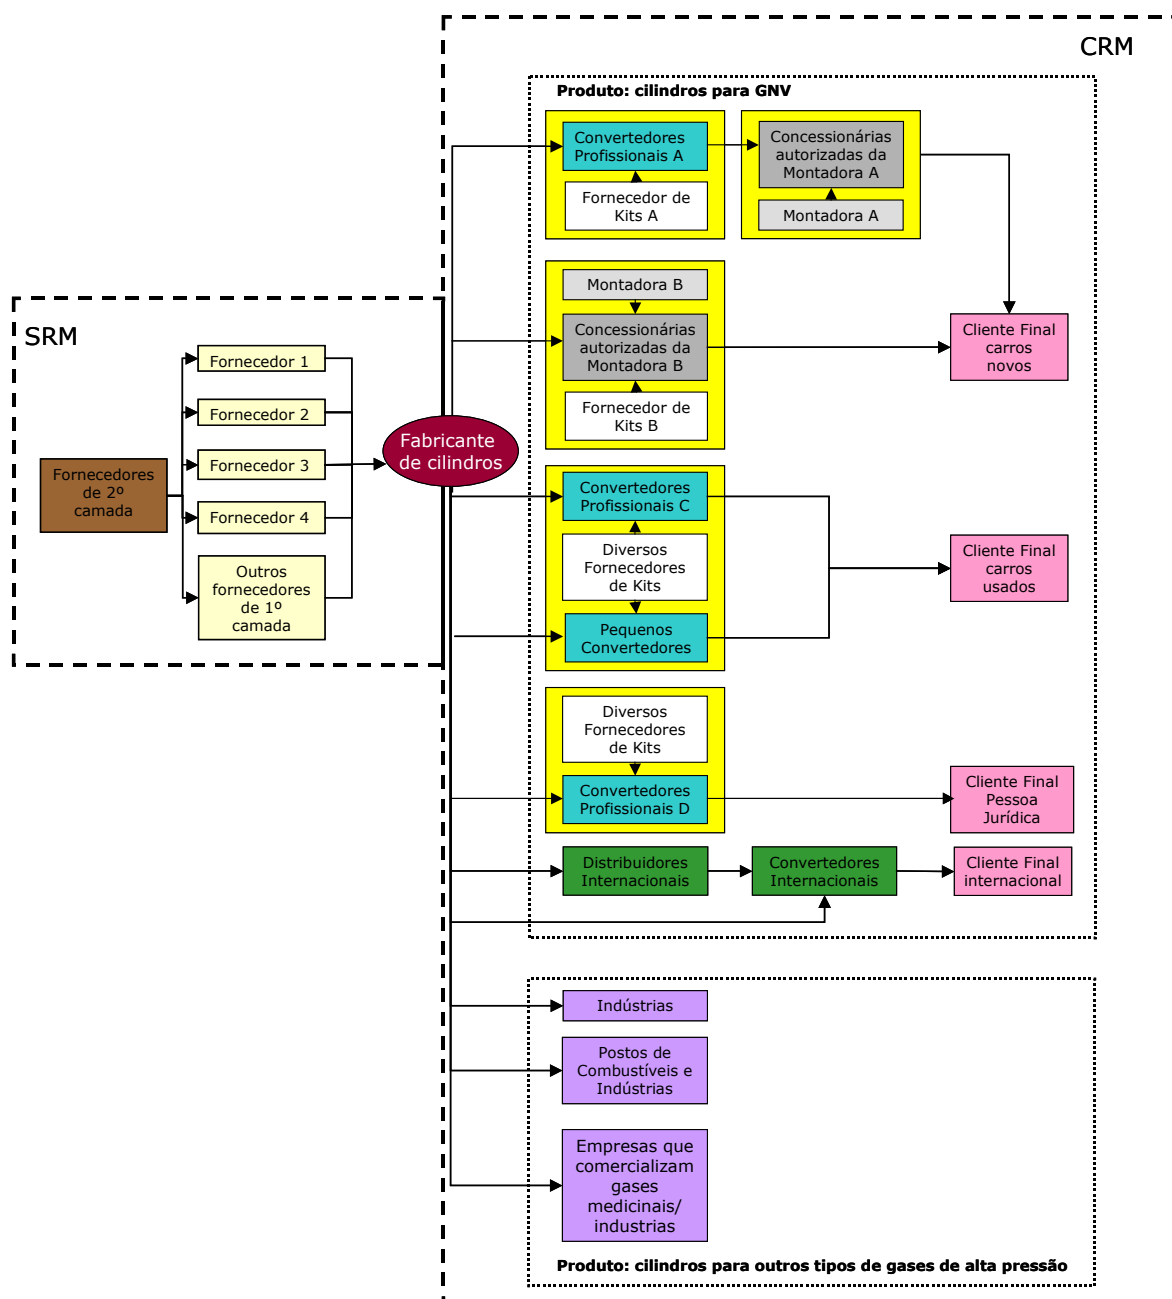 CRM
Produto: cilindros para GNV
Convertedores
Profissionais A
Fornecedor de
Kits A
Concessionárias
autorizadas da
Montadora A
Montadora A
Montadora B
Concessionárias
autorizadas da
Montadora B
Fornecedor de
Kits B
Cliente Final
carros
novos
SRM
Fornecedores
de 2º
camada
Fornecedor 1
Fornecedor 2
Fornecedor 3
Fornecedor 4
Outros
fornecedores
de 1º
camada
Fabricante
de cilindros
Convertedores
Profissionais C
Diversos
Fornecedores
de Kits
Pequenos
Convertedores
Cliente Final
carros
usados
Diversos
Fornecedores
de Kits
Convertedores
Profissionais D
Cliente Final
Pessoa
Jurídica
Distribuidores
Internacionais
Convertedores
Internacionais
Cliente Final
internacional
Indústrias
Postos de
Combustíveis e
Indústrias
Empresas que
comercializam
gases
medicinais/
industrias
Produto: cilindros para outros tipos de gases de alta pressão